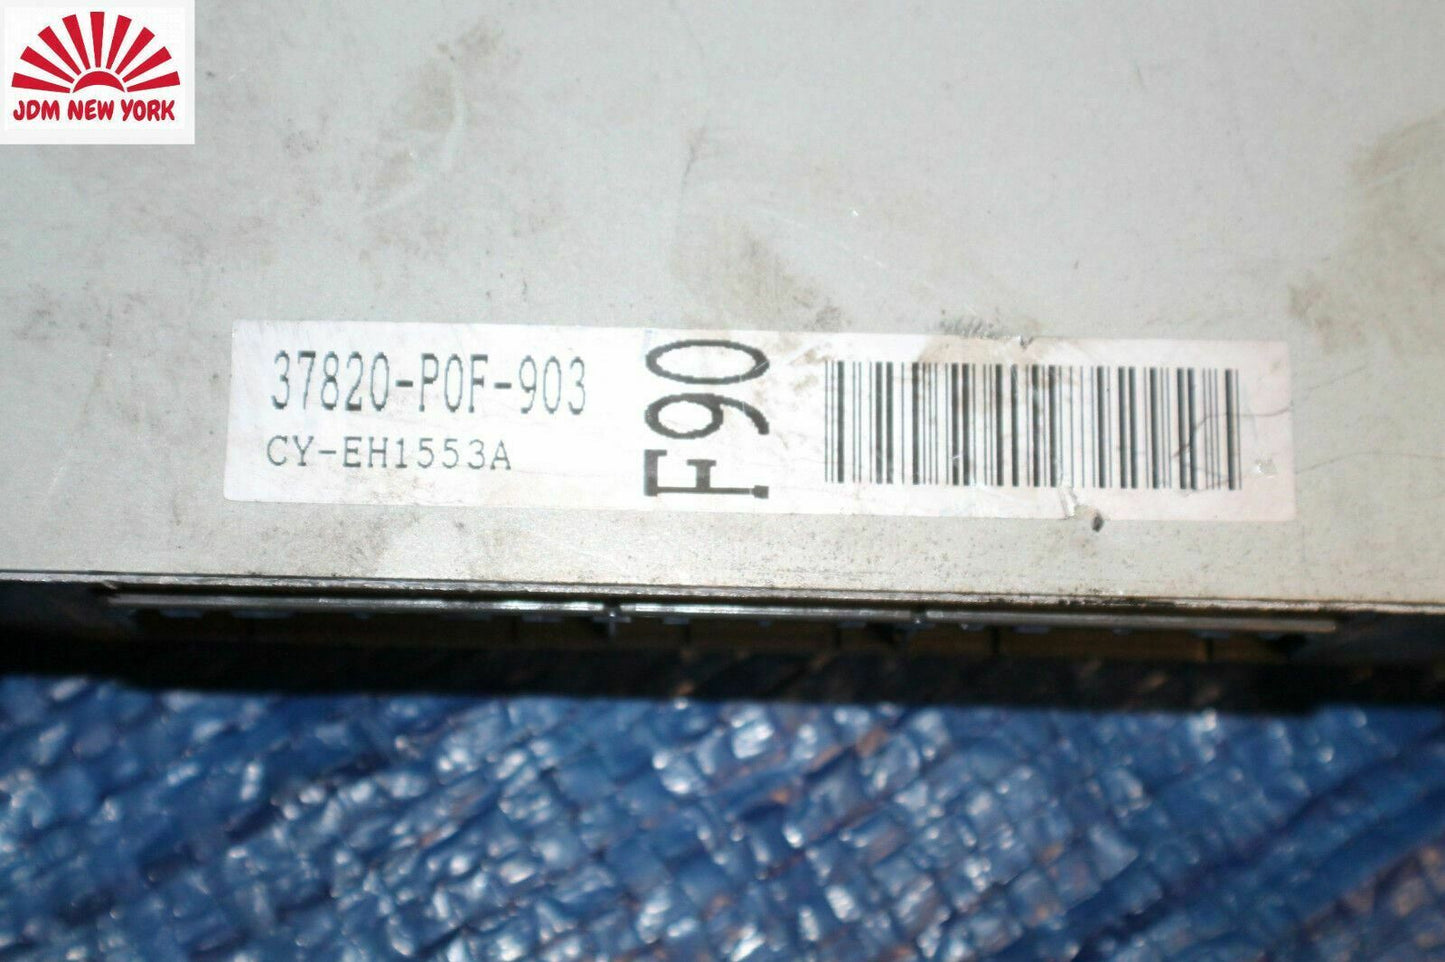 JDM NEW YORK
37820-P0F-903
CY-EH1553A
F90